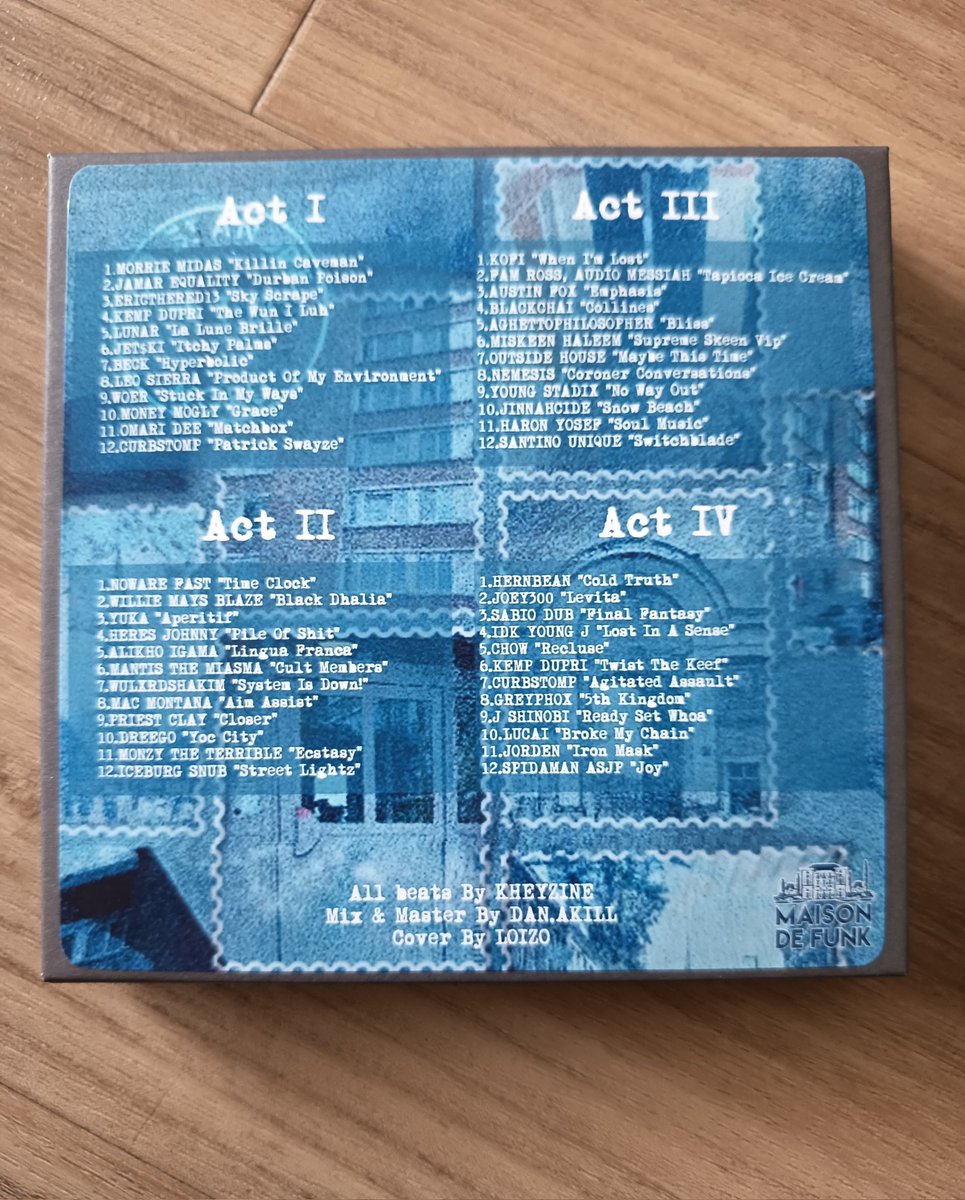 Act I
1.MORRIE MIDAS "Killin Caveman"
2.JAMAR EQUALITY "Durban Poison"
3.ERICTHERED13 "Sky Scrape"
4.KEMP DUPRI "The Wun I Luh"
5.LUNAR "La Lune Brille"
6.JET$KI "Itchy Palms"
7.BECK "Hyperbolic"
8.LEO SIERRA "Product Of My Environment"
9.WOER "Stuck In My Ways"
10.MONEY MOGLY "Grace"
11.OMARI DEE "Matchbox"
12.CURBSTOMP "Patrick Swayze"
Act II
1.NOWARE FAST "Time Clock"
2.WILLIE MAYS BLAZE "Black Dhalia"
3.YUKA "Aperitif"
4.HERES JOHNNY "Pile Of Shit"
5.ALIKHO IGAMA "Lingua Franca"
6.MANTIS THE MIASMA "Cult Members"
7.WULXRDSHAKIM "System Is Down!"
8.MAC MONTANA "Aim Assist"
9.PRIEST CLAY "Closer"
10.DREEGO "Yoc City"
11.MONZY THE TERRIBLE "Ecstasy"
12.ICEBURG SNUB "Street Lightz"
Act III
1.KOFI "When I'm Lost"
2.PAM ROSS, AUDIO MESSIAH "Tapioca Ice Cream"
3.AUSTIN FOX "Emphasis"
4.BLACKCHAI "Collines"
5.AGHETTOPHILOSOPHER "Bliss"
6.MISKEEN HALEEM "Supreme Skeen Vip"
7.OUTSIDE HOUSE "Maybe This Time"
8.NEMESIS "Coroner Conversations"
9.YOUNG STADIX "No Way Out"
10.JINNAHCIDE "Snow Beach"
11.HARON YOSEF "Soul Music"
12.SANTINO UNIQUE "Switchblade"
Act IV
1.HERNBEAN "Cold Truth"
2.JOEY300 "Levita"
3.SABIO DUB "Final Fantasy"
4.IDK YOUNG J "Lost In A Sense"
5.CHOW "Recluse"
6.KEMP DUPRI "Twist The Keef"
7.CURBSTOMP "Agitated Assault"
8.GREYPHOX "5th Kingdom"
9.J SHINOBI "Ready Set Whoa"
10.LUCAI "Broke My Chain"
11.JORDEN "Iron Mask"
12.SPIDAMAN ASJP "Joy"
All beats By KHEYZINE
Mix & Master By DAN.AKILL
Cover By LOIZO
MAISON
DE FUNK